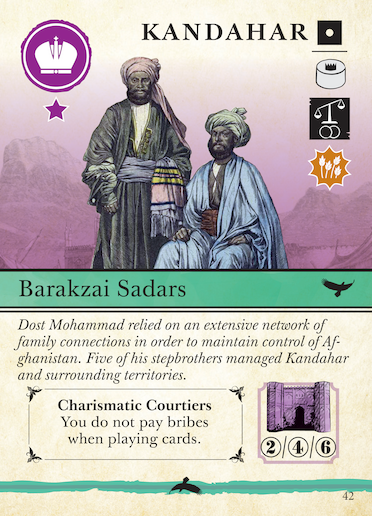 KANDAHAR
Barakzai Sadars
Dost Mohammad relied on an extensive network of
family connections in order to maintain control of Af-
ghanistan. Five of his stepbrothers managed Kandahar
and surrounding territories.
Charismatic Courtiers
You do not pay bribes
when playing cards.
2/4/6
42